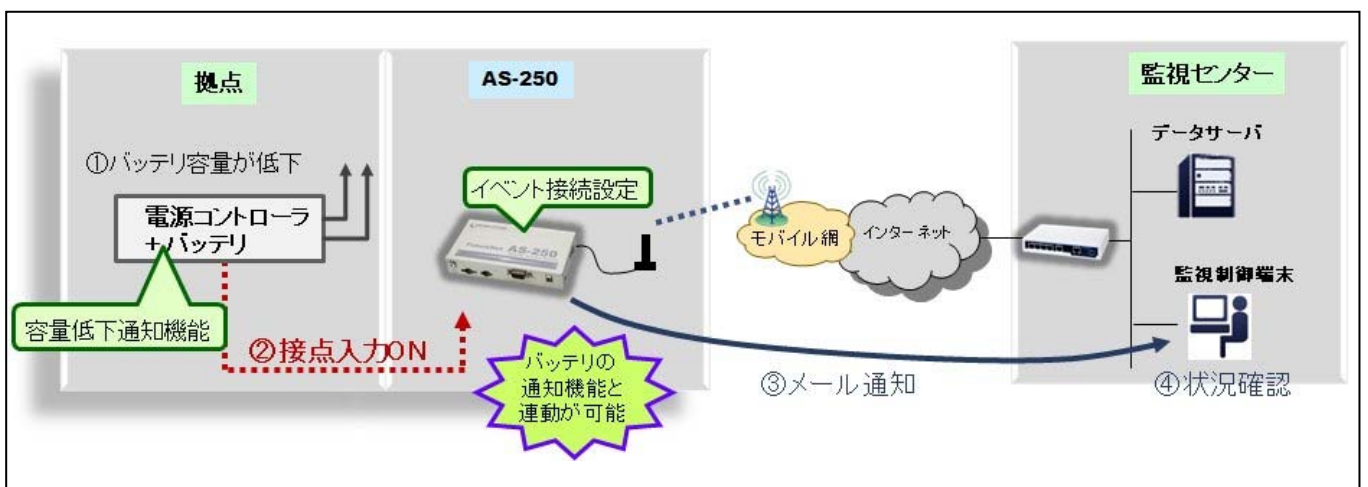 拠点
AS-250
監視センター
データサーバ
①バッテリ容量が低下
イベント接続設定
電源コントローラ
+バッテリ
AS-250
モバイル網
インターネット
監視制御端末
容量低下通知機能
②接点入力ON
バッテリの
通知機能と
連動が可能
③メール通知
④状況確認